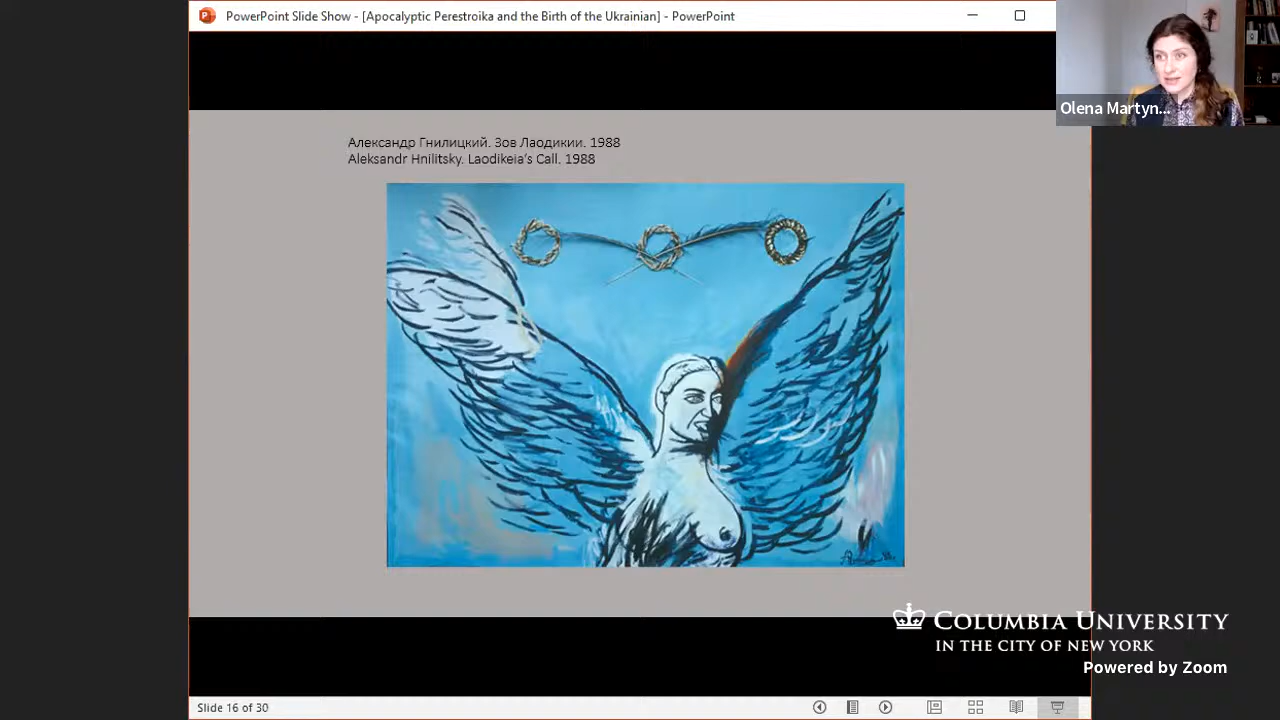 PowerPoint Slide Show - [Apocalyptic Perestroika and the Birth of the Ukrainian] - PowerPoint
Olena Martyn...
Александр Гнилицкий. Зов Лаодикии. 1988
Aleksandr Hnilitsky. Laodikeia's Call. 1988
COLUMBIA UNIVERSITY
IN THE CITY OF NEW YORK
Powered by Zoom
Slide 16 of 30